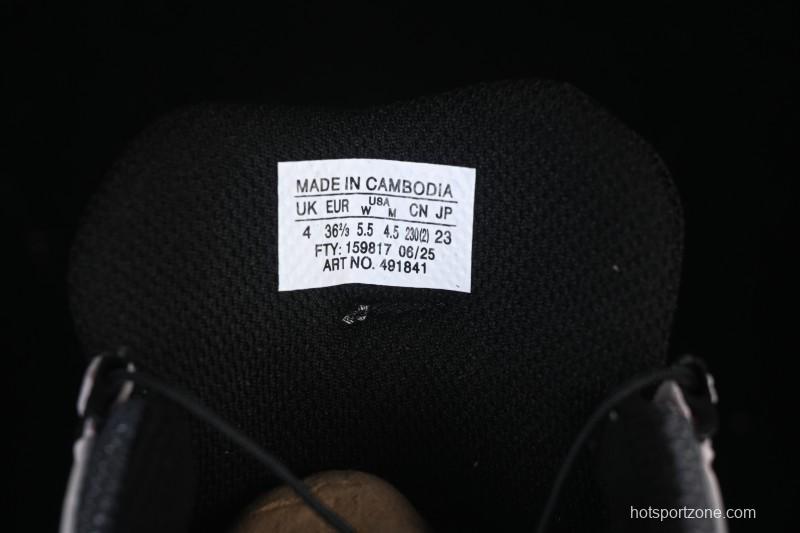 MADE IN CAMBODIA
UK EUR USA W M CN JP
4 36⅔ 5.5 4.5 230(2) 23
FTY: 159817 06/25
ART NO. 491841
hotsportzone.com